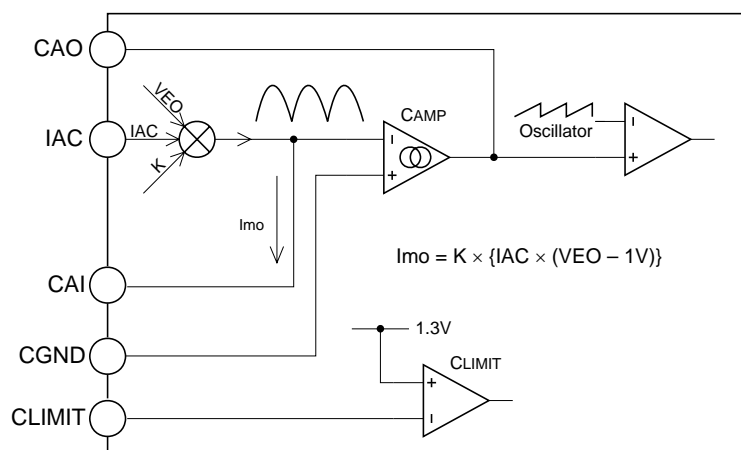 CAO
VEO
CAMP
IAC
IAC
K
Oscillator
Imo
Imo = K × {IAC × (VEO – 1V)}
CAI
1.3V
CGND
CLIMIT
CLIMIT